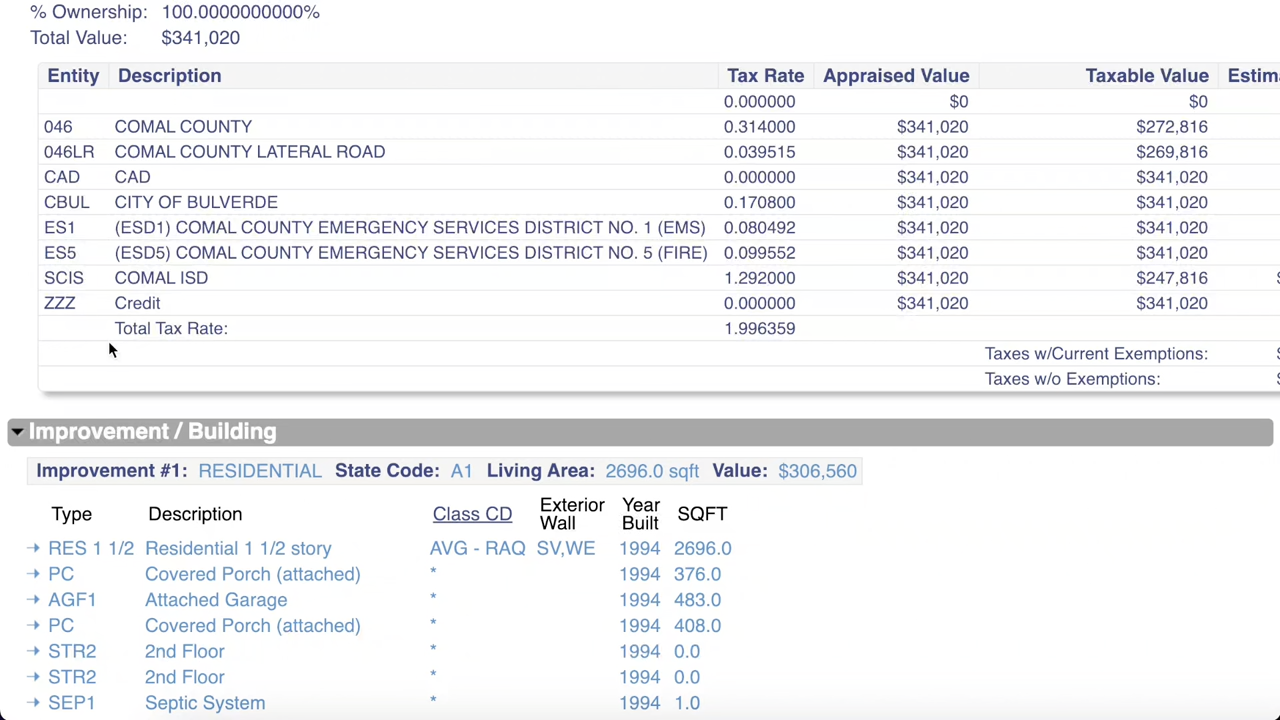 % Ownership: 100.0000000000%
Total Value: $341,020
Entity Description Tax Rate Appraised Value Taxable Value Estim
0.000000 $0 $0
046 COMAL COUNTY 0.314000 $341,020 $272,816
046LR COMAL COUNTY LATERAL ROAD 0.039515 $341,020 $269,816
CAD CAD 0.000000 $341,020 $341,020
CBUL CITY OF BULVERDE 0.170800 $341,020 $341,020
ES1 (ESD1) COMAL COUNTY EMERGENCY SERVICES DISTRICT NO. 1 (EMS) 0.080492 $341,020 $341,020
ES5 (ESD5) COMAL COUNTY EMERGENCY SERVICES DISTRICT NO. 5 (FIRE) 0.099552 $341,020 $341,020
SCIS COMAL ISD 1.292000 $341,020 $247,816 $
ZZZ Credit 0.000000 $341,020 $341,020
Total Tax Rate: 1.996359
Taxes w/Current Exemptions: $
Taxes w/o Exemptions: $
Improvement / Building
Improvement #1: RESIDENTIAL State Code: A1 Living Area: 2696.0 sqft Value: $306,560
Type Description Class CD Exterior Wall Year Built SQFT
RES 1 1/2 Residential 1 1/2 story AVG - RAQ SV,WE 1994 2696.0
PC Covered Porch (attached) * 1994 376.0
AGF1 Attached Garage * 1994 483.0
PC Covered Porch (attached) * 1994 408.0
STR2 2nd Floor * 1994 0.0
STR2 2nd Floor * 1994 0.0
SEP1 Septic System * 1994 1.0